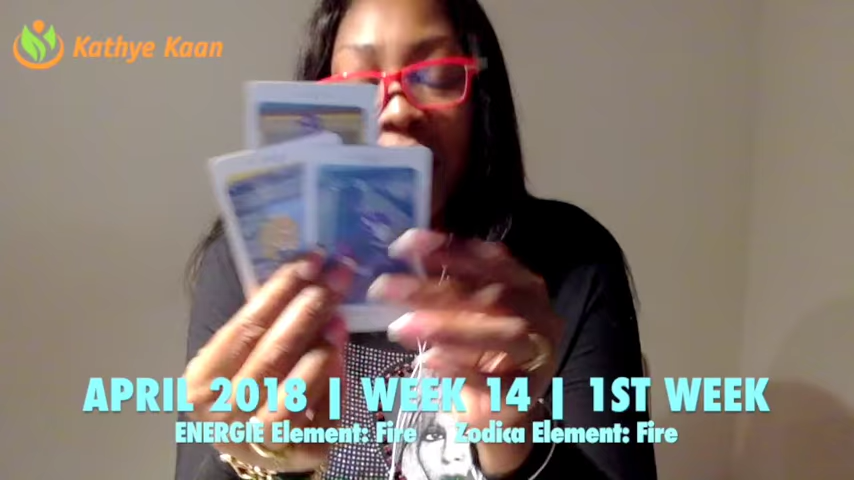 Kathye Kaan
APRIL 2018 | WEEK 14 | 1ST WEEK
ENERGIE Element: Fire Zodica Element: Fire